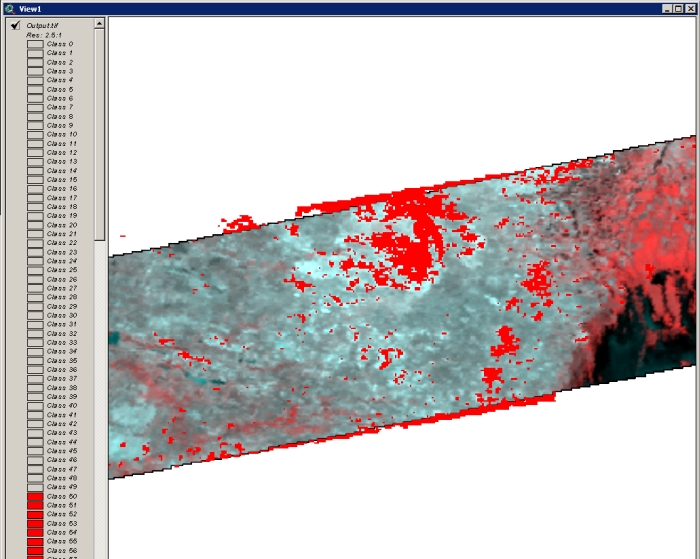 View1
Output.tif
Res: 2.6:1
Class 0
Class 1
Class 2
Class 3
Class 4
Class 5
Class 6
Class 7
Class 8
Class 9
Class 10
Class 11
Class 12
Class 13
Class 14
Class 15
Class 16
Class 17
Class 18
Class 19
Class 20
Class 21
Class 22
Class 23
Class 24
Class 25
Class 26
Class 27
Class 28
Class 29
Class 30
Class 31
Class 32
Class 33
Class 34
Class 35
Class 36
Class 37
Class 38
Class 39
Class 40
Class 41
Class 42
Class 43
Class 44
Class 45
Class 46
Class 47
Class 48
Class 49
Class 50
Class 51
Class 52
Class 53
Class 54
Class 55
Class 56